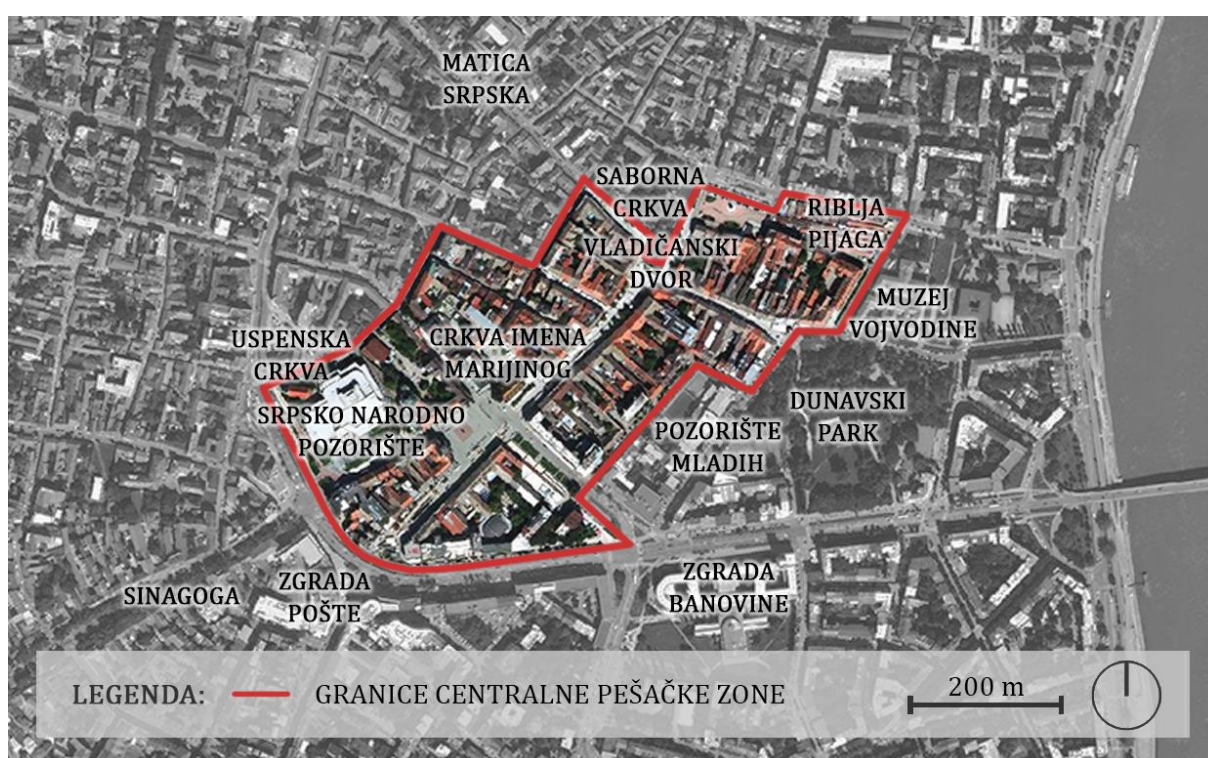 MATICA
SRPSKA
SABORNA
CRKVA
RIBLJA
PIJACA
VLADIČANSKI
DVOR
MUZEJ
VOJVODINE
USPENSKA
CRKVA
CRKVA IMENA
MARIJINOG
SRPSKO NARODNO
POZORIŠTE
DUNAVSKI
PARK
POZORIŠTE
MLADIH
SINAGOGA
ZGRADA
POŠTE
ZGRADA
BANOVINE
LEGENDA:
GRANICE CENTRALNE PEŠAČKE ZONE
200 m